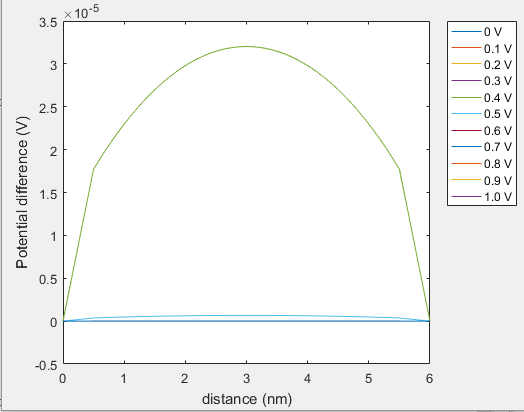 ×10-5
3.5
3
2.5
2
1.5
1
0.5
0
-0.5
Potential difference (V)
0 1 2 3 4 5 6
distance (nm)
0 V
0.1 V
0.2 V
0.3 V
0.4 V
0.5 V
0.6 V
0.7 V
0.8 V
0.9 V
1.0 V